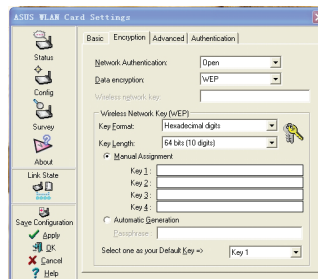 ASUS WLAN Card Settings
Basic Encryption Advanced Authentication
Status
Config
Survey
About
Link State
Save Configuration
Apply
OK
Cancel
Help
Network Authentication: Open
Data encryption: WEP
Wireless network key
Wireless Network Key (WEP)
Key Format: Hexadecimal digits
Key Length: 64 bits (10 digits)
Manual Assignment
Key 1:
Key 2:
Key 3:
Key 4:
Automatic Generation
Passphrase:
Select one as your Default Key => Key 1